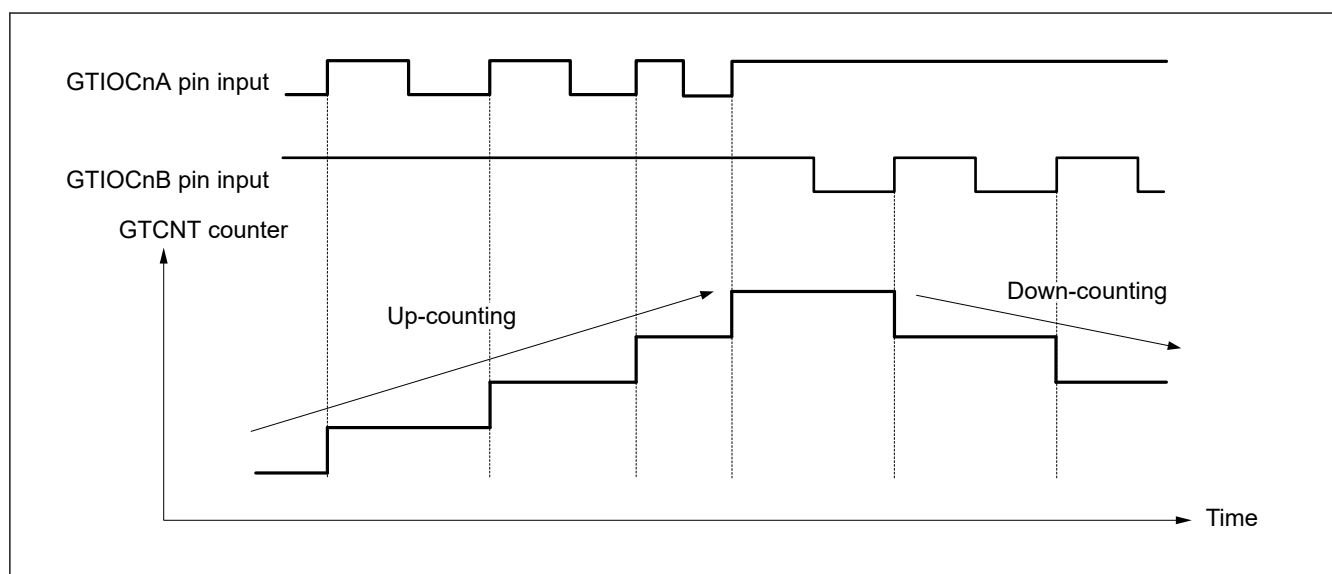 GTIOCnA pin input
GTIOCnB pin input
GTCNT counter
Up-counting
Down-counting
Time